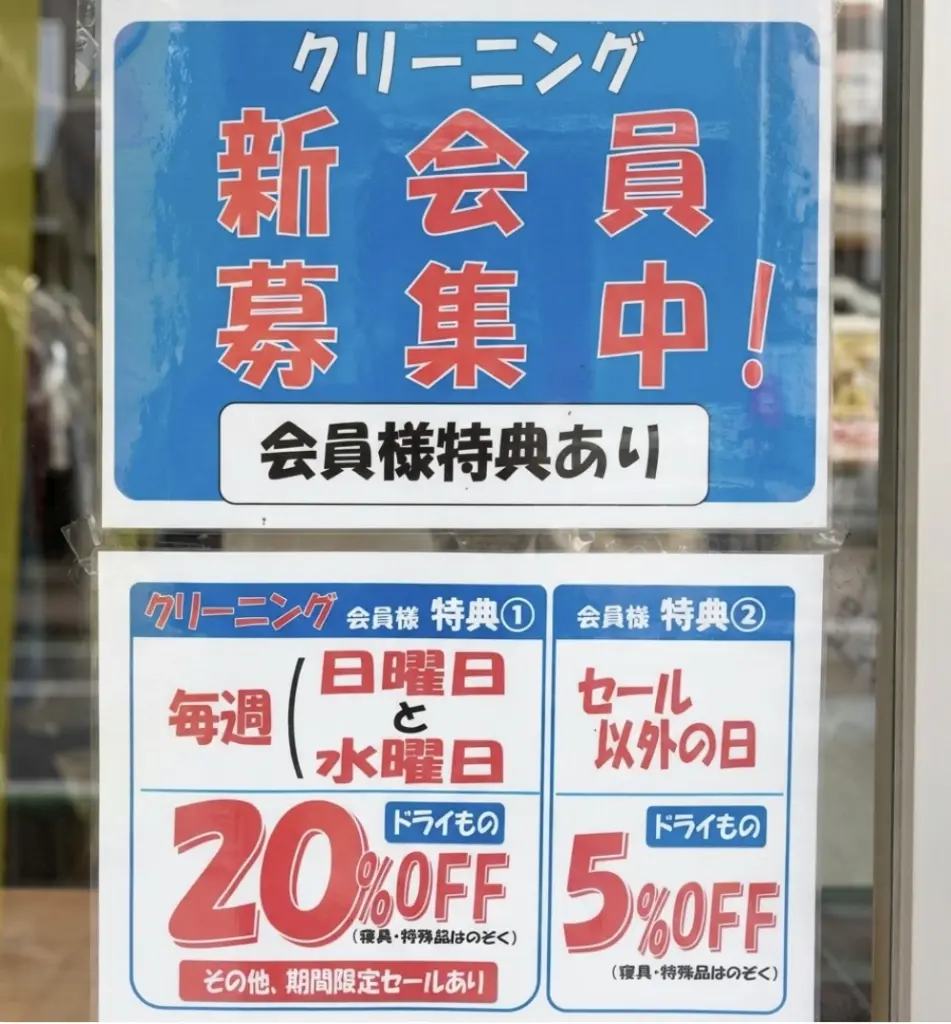 クリーニング
新会員
募集中!
会員様特典あり
クリーニング 会員様 特典①
毎週
日曜日
と
水曜日
20%OFF
ドライもの
(寝具・特殊品はのぞく)
その他、期間限定セールあり
会員様 特典②
セール
以外の日
ドライもの
5%OFF
(寝具・特殊品はのぞく)